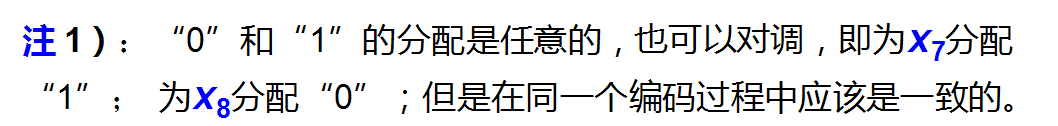 注1）： “0”和“1”的分配是任意的，也可以对调，即为x₇分配
“1”； 为x₈分配“0”；但是在同一个编码过程中应该是一致的。